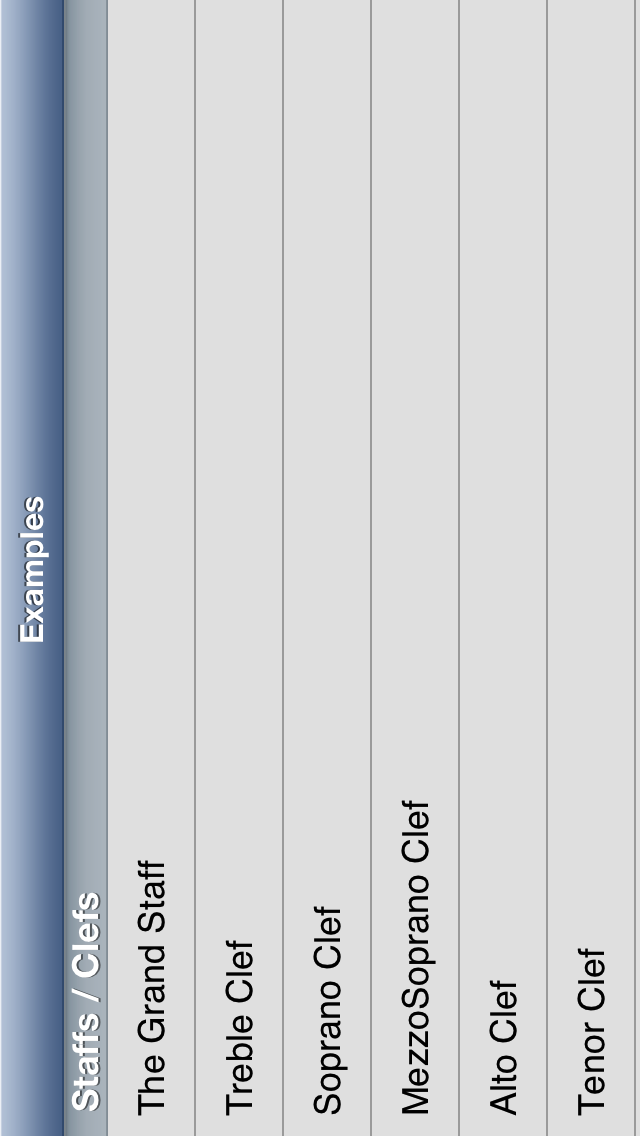 Examples
Staffs / Clefs
The Grand Staff
Treble Clef
Soprano Clef
MezzoSoprano Clef
Alto Clef
Tenor Clef